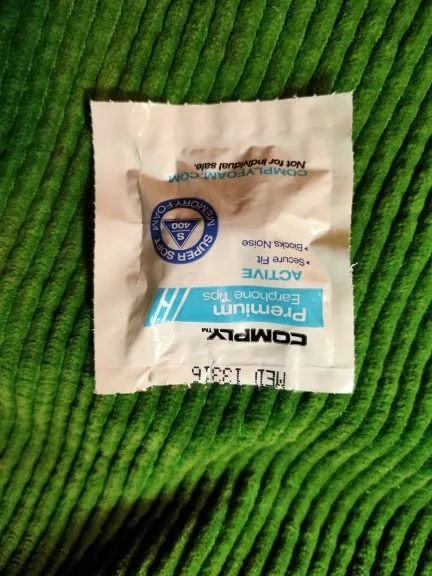 MED 13316
COMPLY™
Premium
Earphone Tips
ACTIVE
* Secure Fit
* Blocks Noise
SUPER SOFT
MEMORY FOAM
S
400
COMPLYFOAM.COM
Not for individual sale.